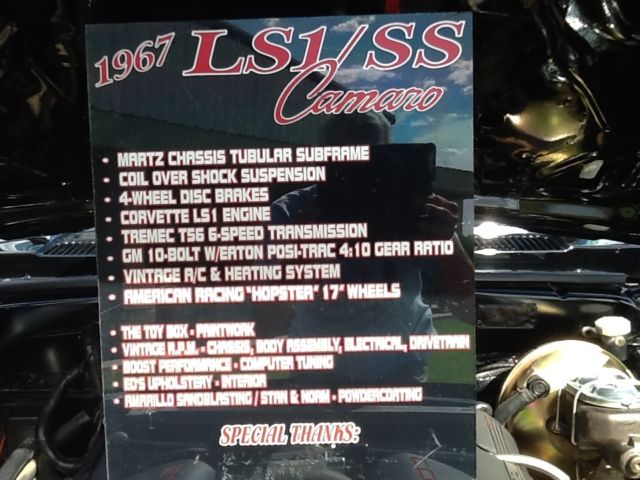 1967 LS1/SS
Camaro
• MARTZ CHASSIS TUBULAR SUBFRAME
• COIL OVER SHOCK SUSPENSION
• 4-WHEEL DISC BRAKES
• CORVETTE LS1 ENGINE
• TREMEC T56 6-SPEED TRANSMISSION
• GM 10-BOLT W/EATON POSI-TRAC 4:10 GEAR RATIO
• VINTAGE A/C & HEATING SYSTEM
• AMERICAN RACING "HOPSTER" 17" WHEELS
• THE TOY BOX - PAINTWORK
• VINTAGE R.P.M. - CHASSIS, BODY ASSEMBLY, ELECTRICAL, DRIVETRAIN
• BOOST PERFORMANCE - COMPUTER TUNING
• ED'S UPHOLSTERY - INTERIOR
• AMARILLO SANDBLASTING / STAN & NORM - POWDERCOATING
SPECIAL THANKS: